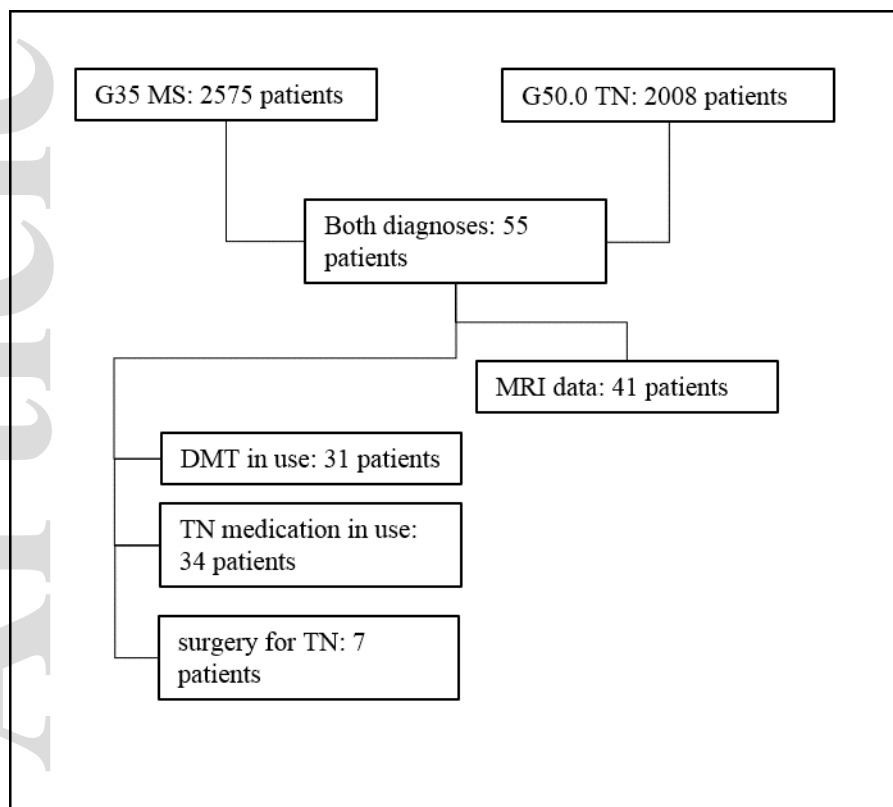 G35 MS: 2575 patients
G50.0 TN: 2008 patients
Both diagnoses: 55
patients
MRI data: 41 patients
DMT in use: 31 patients
TN medication in use:
34 patients
surgery for TN: 7
patients